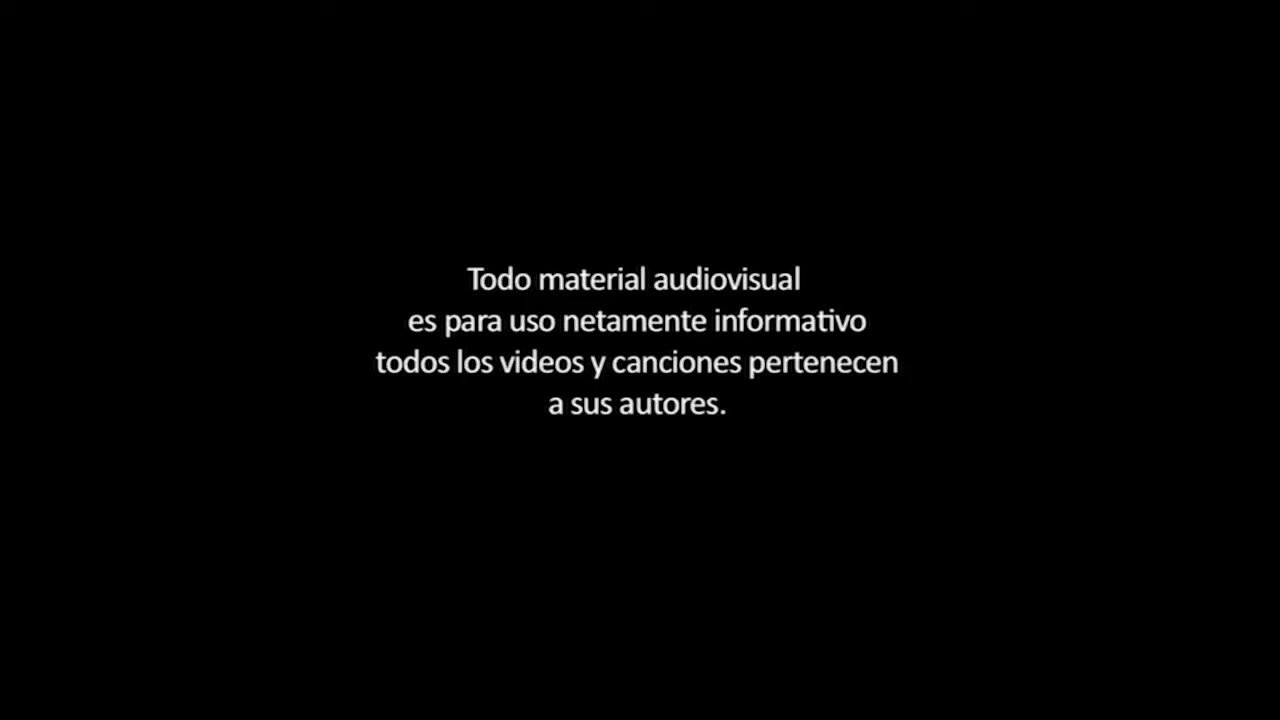 Todo material audiovisual
es para uso netamente informativo
todos los videos y canciones pertenecen
a sus autores.